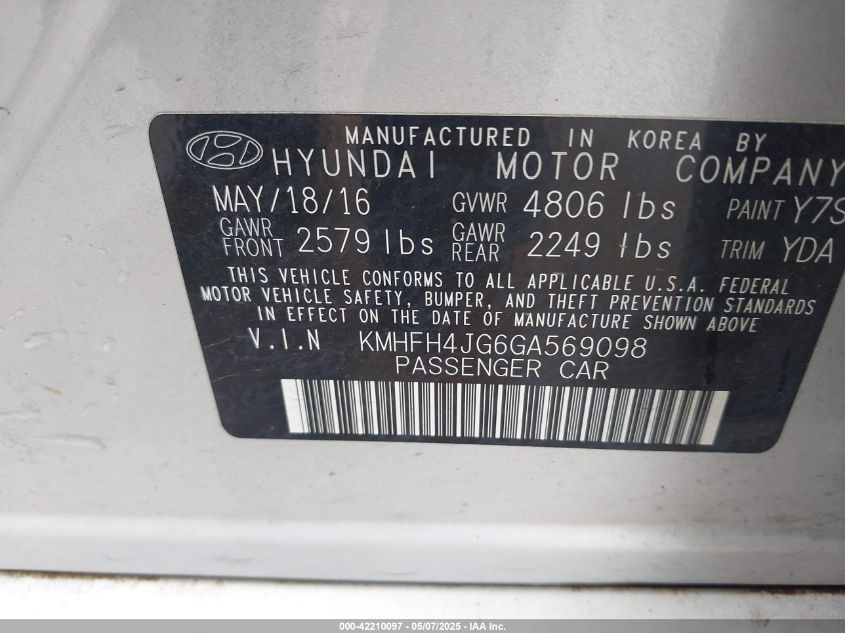 MANUFACTURED IN KOREA BY
HYUNDAI MOTOR COMPANY
MAY/18/16 GVWR 4806 lbs PAINT Y7S
GAWR FRONT 2579 lbs GAWR REAR 2249 lbs TRIM YDA
THIS VEHICLE CONFORMS TO ALL APPLICABLE U.S.A. FEDERAL
MOTOR VEHICLE SAFETY, BUMPER, AND THEFT PREVENTION STANDARDS
IN EFFECT ON THE DATE OF MANUFACTURE SHOWN ABOVE.
V.I.N KMHFH4JG6GA569098
PASSENGER CAR
000-42210097 - 05/07/2025 - IAA Inc.